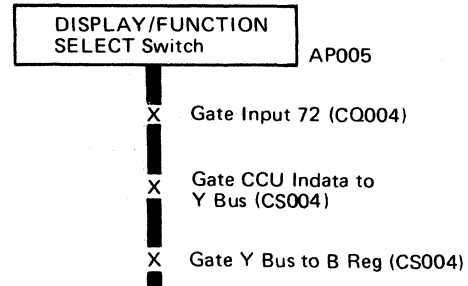 DISPLAY/FUNCTION
SELECT Switch
AP005
X Gate Input 72 (CQ004)
X Gate CCU Indata to
Y Bus (CS004)
X Gate Y Bus to B Reg (CS004)